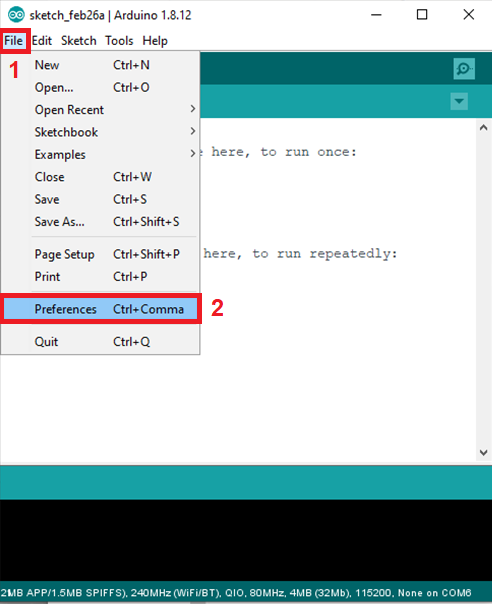 sketch_feb26a | Arduino 1.8.12
File Edit Sketch Tools Help
1
New Ctrl+N
Open... Ctrl+O
Open Recent
Sketchbook
Examples
e here, to run once:
Close Ctrl+W
Save Ctrl+S
Save As... Ctrl+Shift+S
Page Setup Ctrl+Shift+P
here, to run repeatedly:
Print Ctrl+P
Preferences Ctrl+Comma
2
Quit Ctrl+Q
2MB APP/1.5MB SPIFFS), 240MHz (WiFi/BT), QIO, 80MHz, 4MB (32Mb), 115200, None on COM6